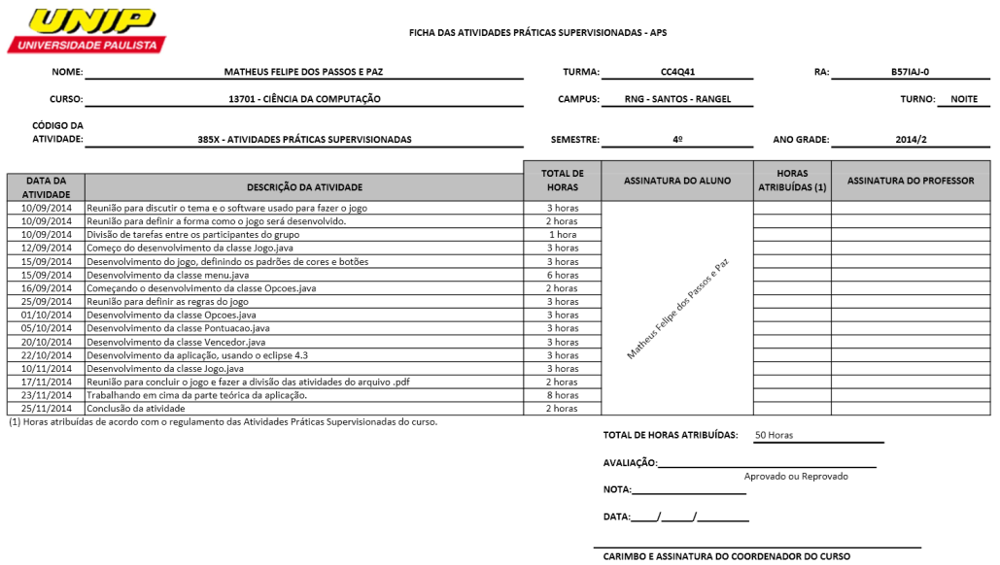 UNIP
UNIVERSIDADE PAULISTA
FICHA DAS ATIVIDADES PRÁTICAS SUPERVISIONADAS - APS
NOME: MATHEUS FELIPE DOS PASSOS E PAZ TURMA: CC4Q41 RA: B57IAJ-0
CURSO: 13701 - CIÊNCIA DA COMPUTAÇÃO CAMPUS: RNG - SANTOS - RANGEL TURNO: NOITE
CÓDIGO DA
ATIVIDADE: 385X - ATIVIDADES PRÁTICAS SUPERVISIONADAS SEMESTRE: 4º ANO GRADE: 2014/2
DATA DA ATIVIDADE DESCRIÇÃO DA ATIVIDADE TOTAL DE HORAS ASSINATURA DO ALUNO HORAS ATRIBUÍDAS (1) ASSINATURA DO PROFESSOR
10/09/2014 Reunião para discutir o tema e o software usado para fazer o jogo 3 horas
10/09/2014 Reunião para definir a forma como o jogo será desenvolvido. 2 horas
10/09/2014 Divisão de tarefas entre os participantes do grupo 1 hora
12/09/2014 Começo do desenvolvimento da classe Jogo.java 3 horas
15/09/2014 Desenvolvimento do jogo, definindo os padrões de cores e botões 3 horas
15/09/2014 Desenvolvimento da classe menu.java 6 horas
16/09/2014 Começando o desenvolvimento da classe Opcoes.java 2 horas
25/09/2014 Reunião para definir as regras do jogo 3 horas
01/10/2014 Desenvolvimento da classe Opcoes.java 3 horas
05/10/2014 Desenvolvimento da classe Pontuacao.java 3 horas
20/10/2014 Desenvolvimento da classe Vencedor.java 3 horas
22/10/2014 Desenvolvimento da aplicação, usando o eclipse 4.3 3 horas
10/11/2014 Desenvolvimento da classe Jogo.java 3 horas
17/11/2014 Reunião para concluir o jogo e fazer a divisão das atividades do arquivo .pdf 2 horas
23/11/2014 Trabalhando em cima da parte teórica da aplicação. 8 horas
25/11/2014 Conclusão da atividade 2 horas
Matheus Felipe dos Passos e Paz
(1) Horas atribuídas de acordo com o regulamento das Atividades Práticas Supervisionadas do curso.
TOTAL DE HORAS ATRIBUÍDAS: 50 Horas
AVALIAÇÃO:
Aprovado ou Reprovado
NOTA:
DATA:____/____/____
CARIMBO E ASSINATURA DO COORDENADOR DO CURSO